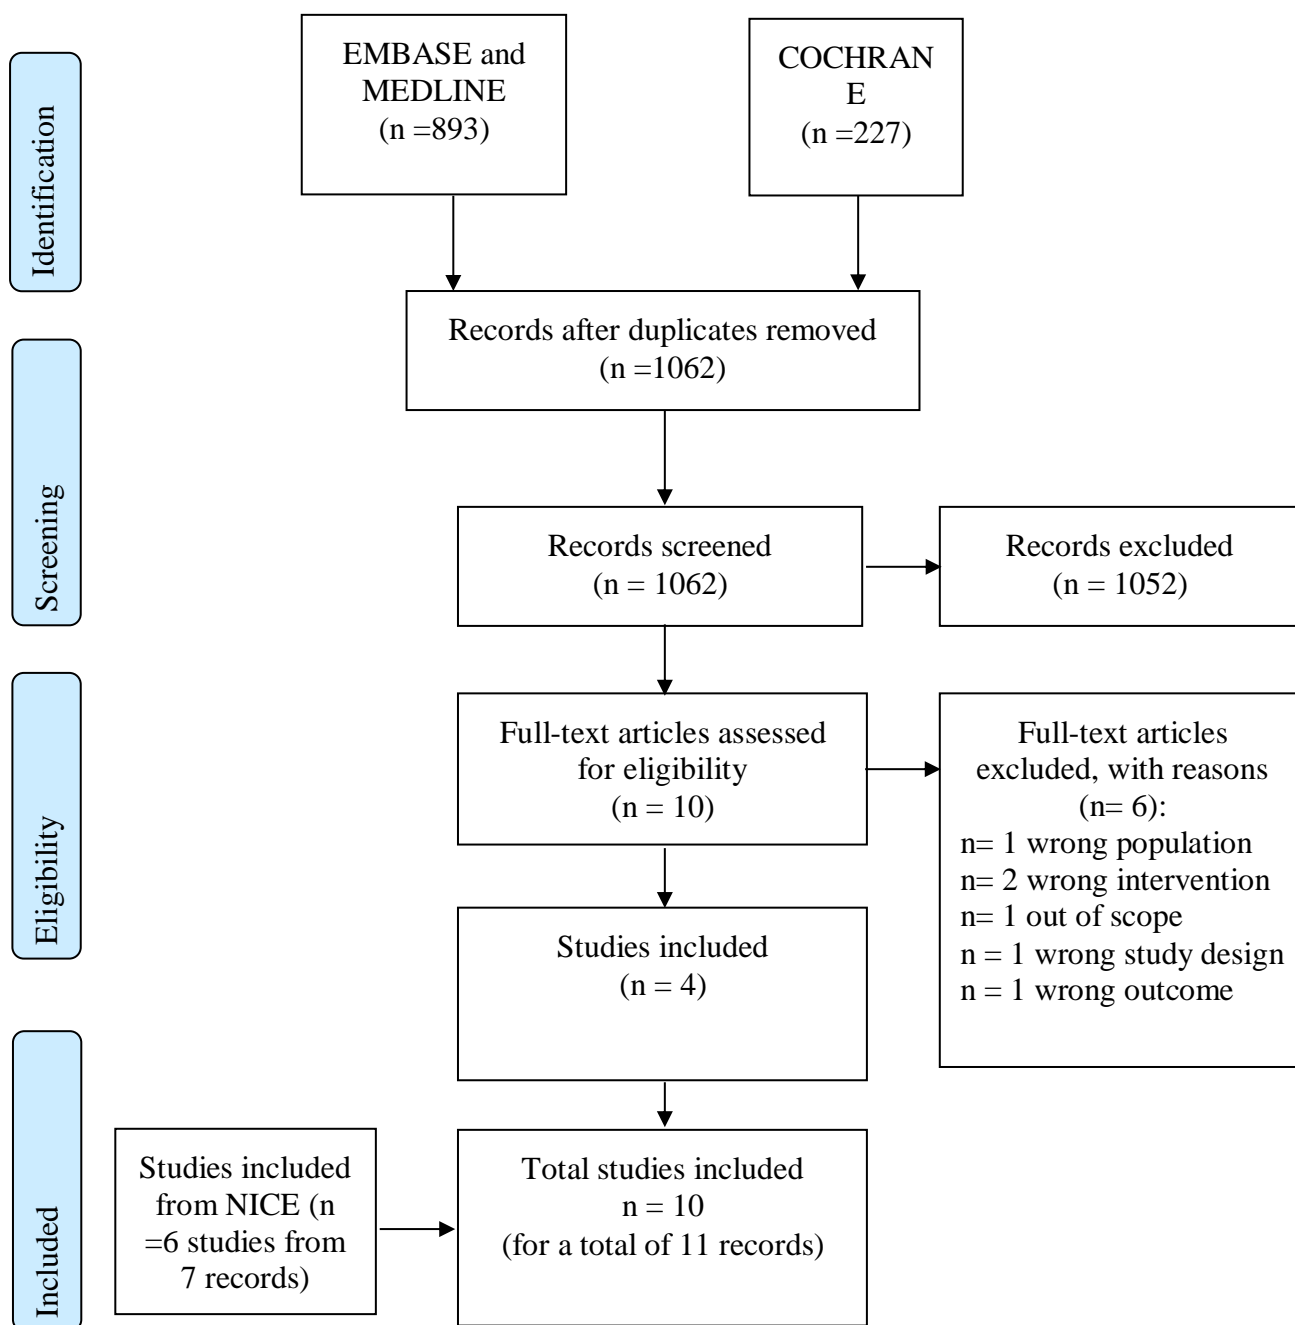 Identification
EMBASE and
MEDLINE
(n =893)
COCHRAN
E
(n =227)
Records after duplicates removed
(n =1062)
Screening
Records screened
(n = 1062)
Records excluded
(n = 1052)
Eligibility
Full-text articles assessed
for eligibility
(n = 10)
Full-text articles
excluded, with reasons
(n= 6):
n= 1 wrong population
n= 2 wrong intervention
n= 1 out of scope
n = 1 wrong study design
n = 1 wrong outcome
Studies included
(n = 4)
Included
Studies included
from NICE (n
=6 studies from
7 records)
Total studies included
n = 10
(for a total of 11 records)